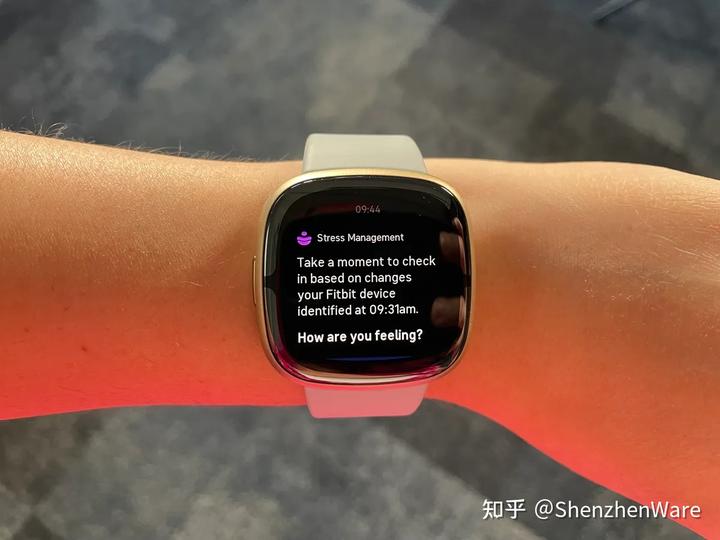 09:44
Stress Management
Take a moment to check
in based on changes
your Fitbit device
identified at 09:31am.
How are you feeling?
知乎 @ShenzhenWare